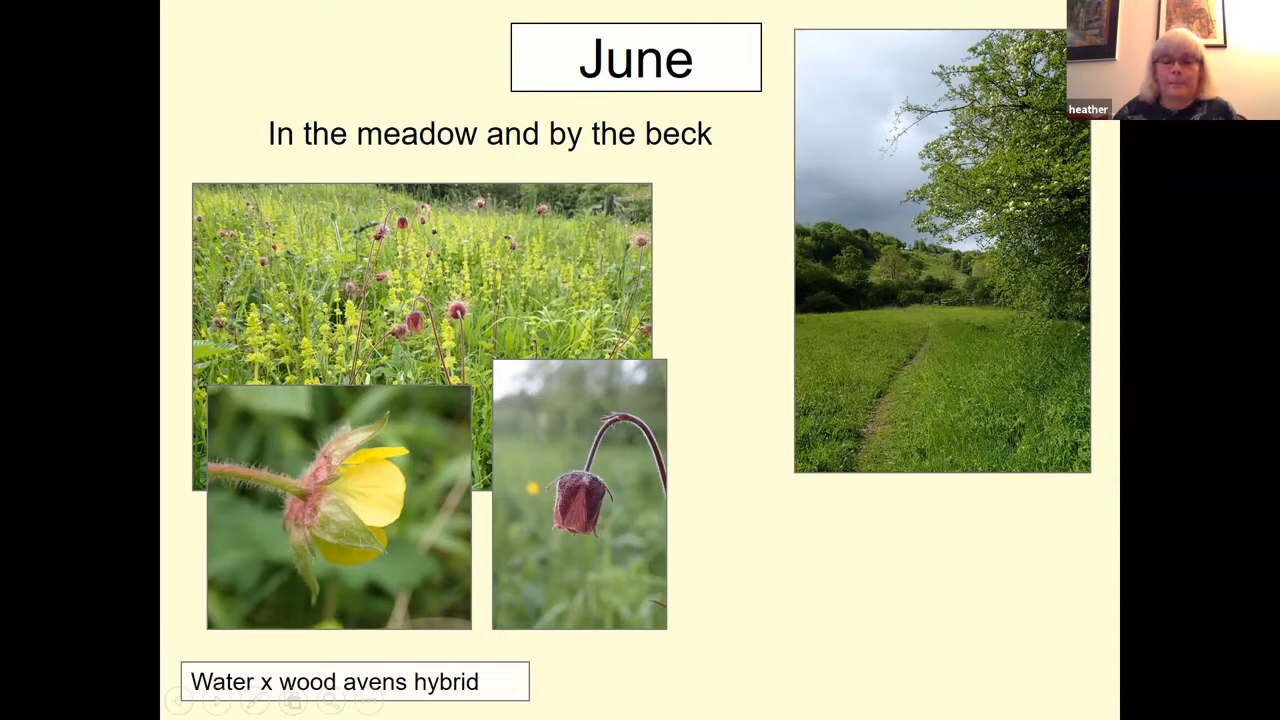 June
heather
In the meadow and by the beck
Water x wood avens hybrid